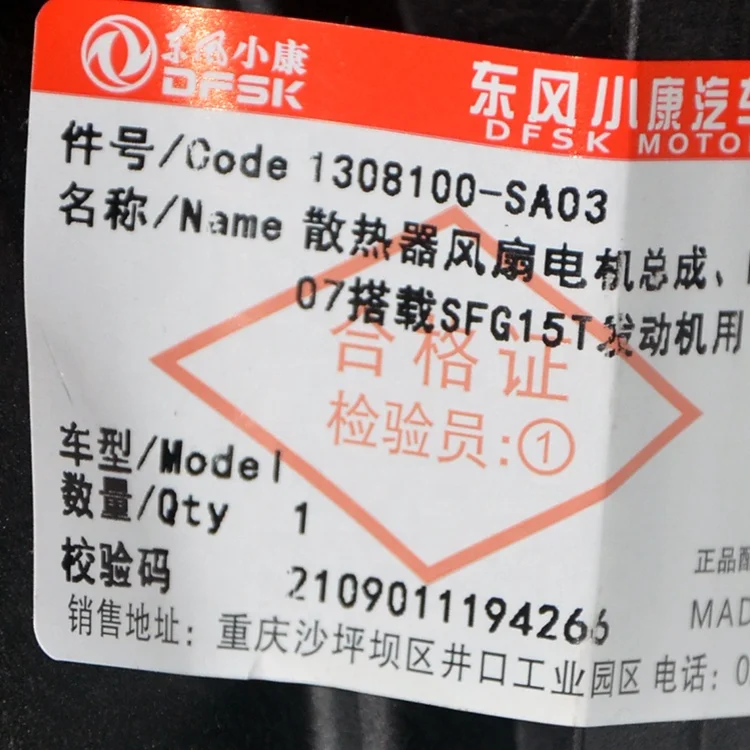 东风小康
DFSK
东风小康汽车
DFSK MOTO
件号/Code 1308100-SA03
名称/Name 散热器风扇电机总成、
07搭载SFG15T发动机用
合格证
检验员:①
车型/Model
数量/Qty 1
校验码 2109011194266
正品配
MAD
销售地址: 重庆沙坪坝区井口工业园区 电话: 0